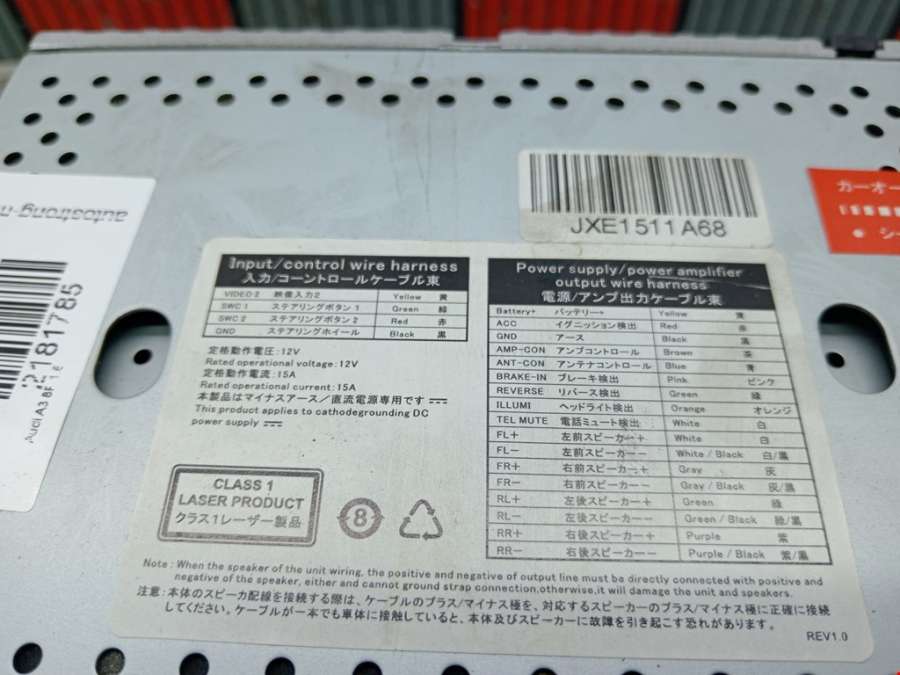 JXE1511A68
カーオー
シー
autostrong-m
2181785
Audi A3 8P 1.6
Input/control wire harness
入力/コーントロールケーブル束
VIDEO 2 映像入力2 Yellow 黄
SWC 1 ステアリングボタン 1 Green 緑
SWC 2 ステアリングボタン 2 Red 赤
GND ステアリングホイール Black 黒
定格動作電圧:12V
Rated operational voltage:12V
定格動作電流:15A
Rated operational current:15A
本製品はマイナスアース/直流電源専用です
This product applies to cathodegrounding DC
power supply
CLASS 1
LASER PRODUCT
クラス1レーザー製品
8
Power supply/power amplifier
output wire harness
電源/アンプ出力ケーブル束
Battery+ バッテリー+ Yellow 黄
ACC イグニッション検出 Red 赤
GND アース Black 黒
AMP-CON アンプコントロール Brown 茶
ANT-CON アンテナコントロール Blue 青
BRAKE-IN ブレーキ検出 Pink ピンク
REVERSE リバース検出 Green 緑
ILLUMI ヘッドライト検出 Orange オレンジ
TEL MUTE 電話ミュート検出 White 白
FL+ 左前スピーカー+ White 白
FL- 左前スピーカー- White / Black 白/黒
FR+ 右前スピーカー+ Gray 灰
FR- 右前スピーカー- Gray / Black 灰/黒
RL+ 左後スピーカー+ Green 緑
RL- 左後スピーカー- Green / Black 緑/黒
RR+ 右後スピーカー+ Purple 紫
RR- 右後スピーカー- Purple / Black 紫/黒
Note: When the speaker of the unit wiring, the positive and negative of output line must be directly connected with positive and
negative of the speaker, either and cannot ground strap connection,otherwise,it will damage the unit and speakers.
注意:本体のスピーカ配線を接続する際は、ケーブルのプラス/マイナス極を、対応するスピーカーのプラス/マイナス極に正確に接続
してください。ケーブルが一本でも車体に接触していると、本体及びスピーカーに故障を引き起こす恐れがあります。
REV1.0